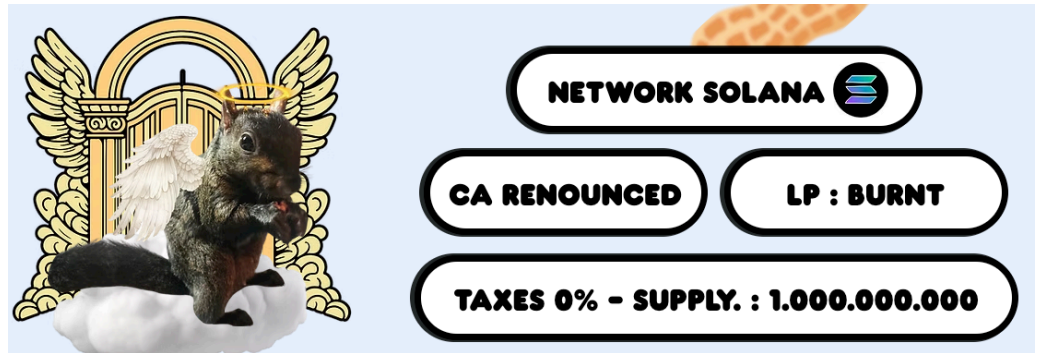 NETWORK SOLANA
CA RENOUNCED
LP : BURNT
TAXES 0% - SUPPLY. : 1.000.000.000